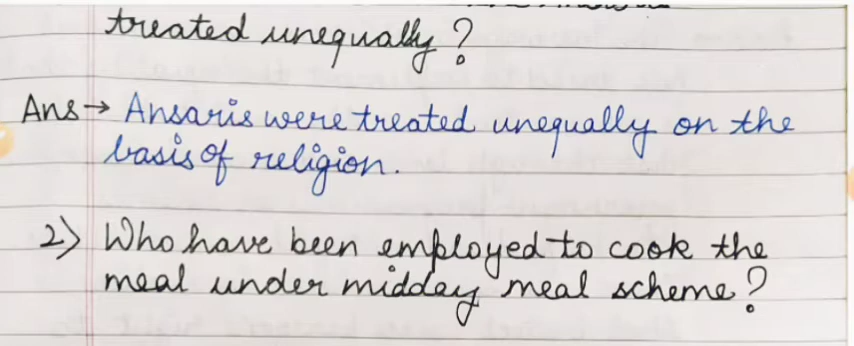 treated unequally?
Ans → Ansaris were treated unequally on the
basis of religion.
2) Who have been employed to cook the
meal under midday meal scheme?